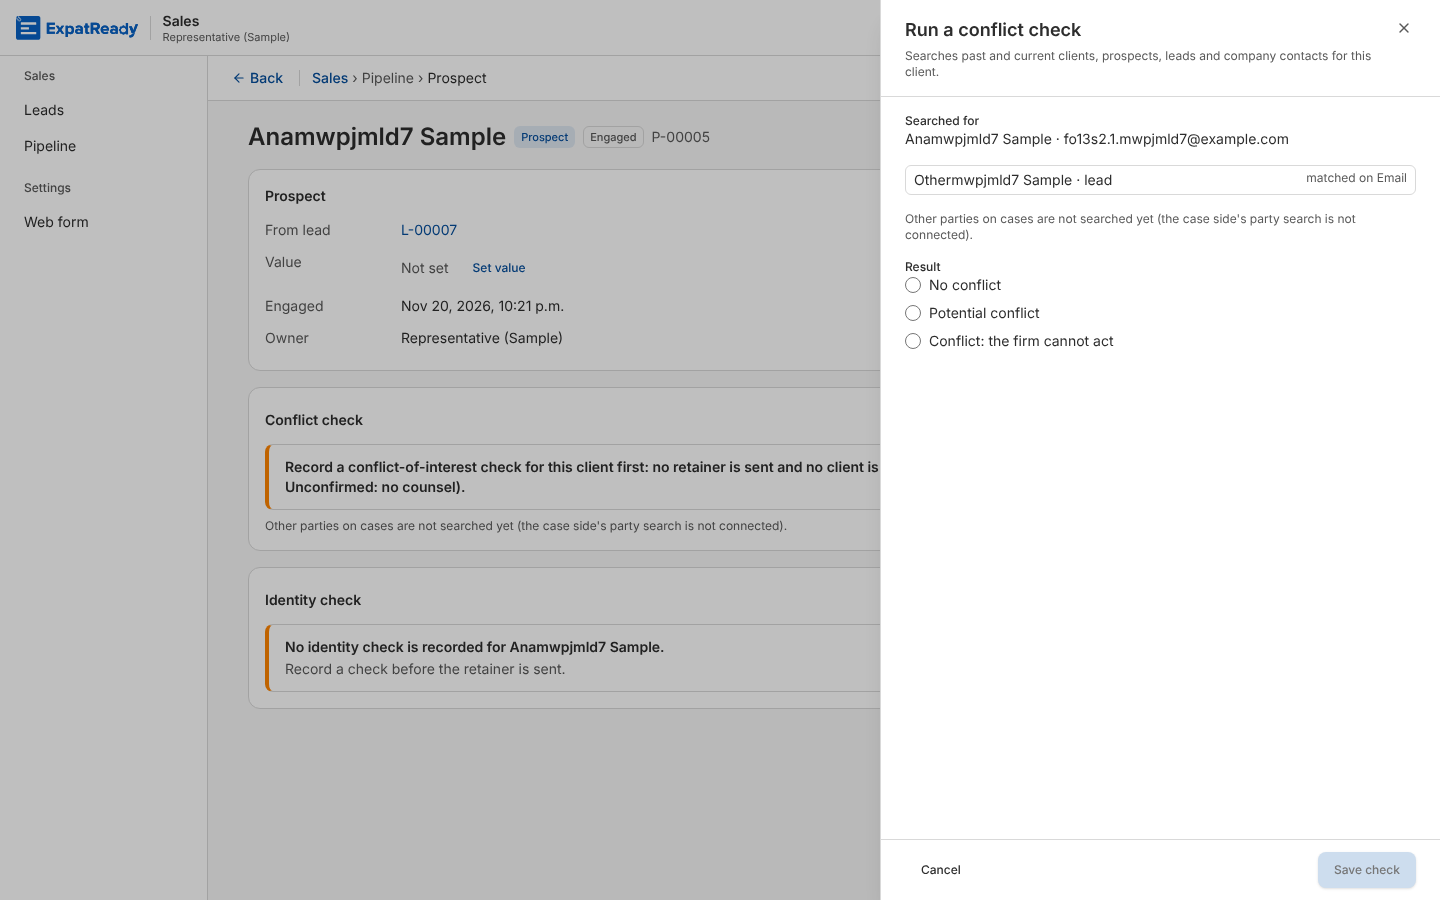 ExpatReady
Sales
Representative (Sample)
Sales
Leads
Pipeline
Settings
Web form
← Back
Sales › Pipeline › Prospect
Anamwpjmld7 Sample Prospect Engaged P-00005
Prospect
From lead L-00007
Value Not set Set value
Engaged Nov 20, 2026, 10:21 p.m.
Owner Representative (Sample)
Conflict check
Record a conflict-of-interest check for this client first: no retainer is sent and no client is
Unconfirmed: no counsel).
Other parties on cases are not searched yet (the case side's party search is not connected).
Identity check
No identity check is recorded for Anamwpjmld7 Sample.
Record a check before the retainer is sent.
Run a conflict check
Searches past and current clients, prospects, leads and company contacts for this
client.
Searched for
Anamwpjmld7 Sample · fo13s2.1.mwpjmld7@example.com
Othermwpjmld7 Sample · lead matched on Email
Other parties on cases are not searched yet (the case side's party search is not
connected).
Result
No conflict
Potential conflict
Conflict: the firm cannot act
Cancel
Save check